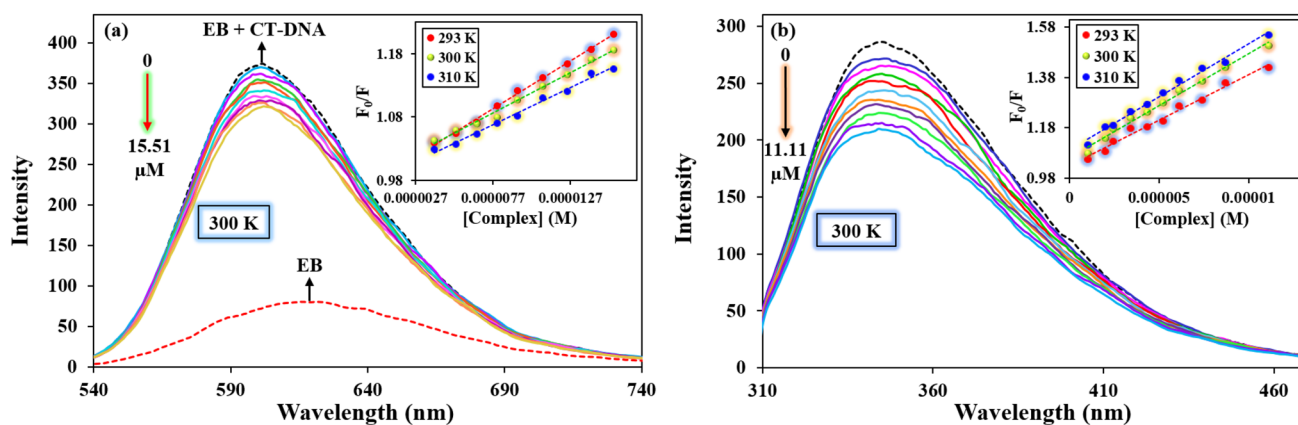 (a)
EB + CT-DNA
0
15.51
µM
300 K
EB
400
350
300
250
200
150
100
50
0
540
590
640
690
740
Wavelength (nm)
Intensity
293 K
300 K
310 K
1.18
1.08
0.98
F0/F
0.0000027
0.0000077
0.0000127
[Complex] (M)
(b)
0
11.11
µM
300 K
300
250
200
150
100
50
0
310
360
410
460
Wavelength (nm)
Intensity
293 K
300 K
310 K
1.58
1.38
1.18
0.98
F0/F
0
0.000005
0.00001
[Complex] (M)